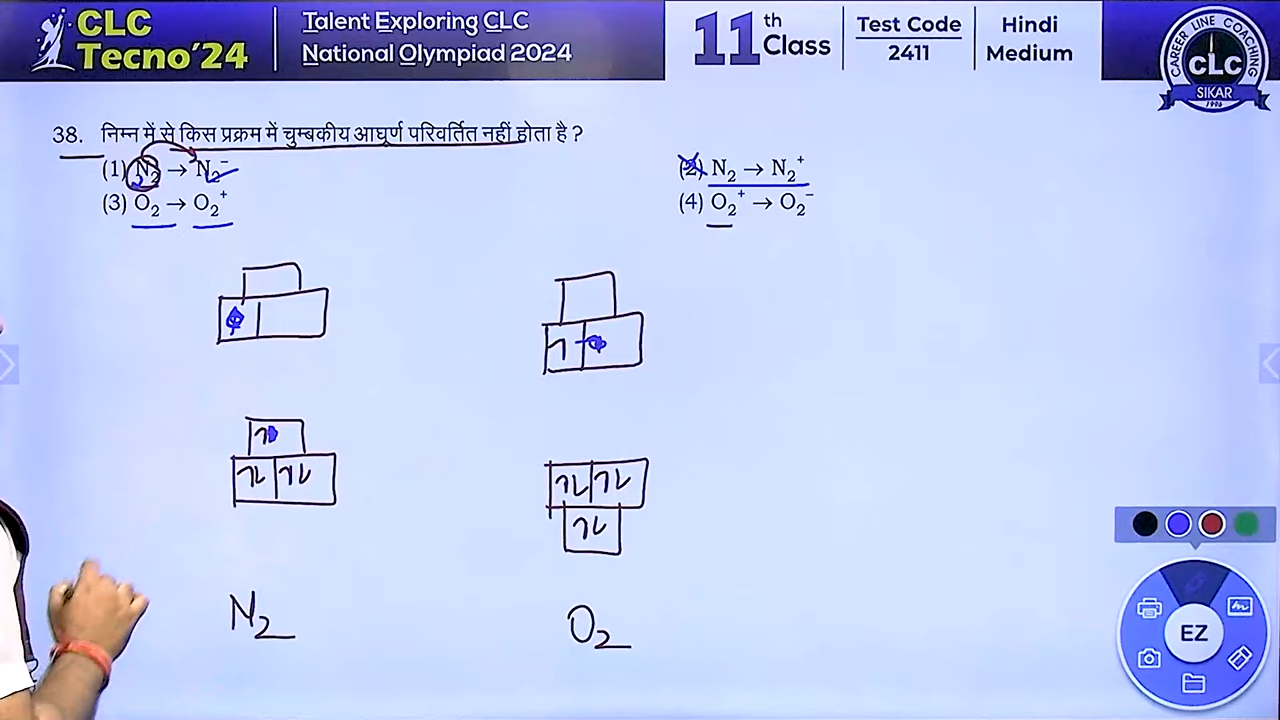 CLC
Tecno'24
Talent Exploring CLC
National Olympiad 2024
11th Class
Test Code
2411
Hindi
Medium
CAREER LINE COACHING
CLC
SIKAR
1996
38. निम्न में से किस प्रक्रम में चुम्बकीय आघूर्ण परिवर्तित नहीं होता है ?
(1) N₂ → N₂⁻
(2) N₂ → N₂⁺
(3) O₂ → O₂⁺
(4) O₂⁺ → O₂⁻
N₂
O₂
EZ